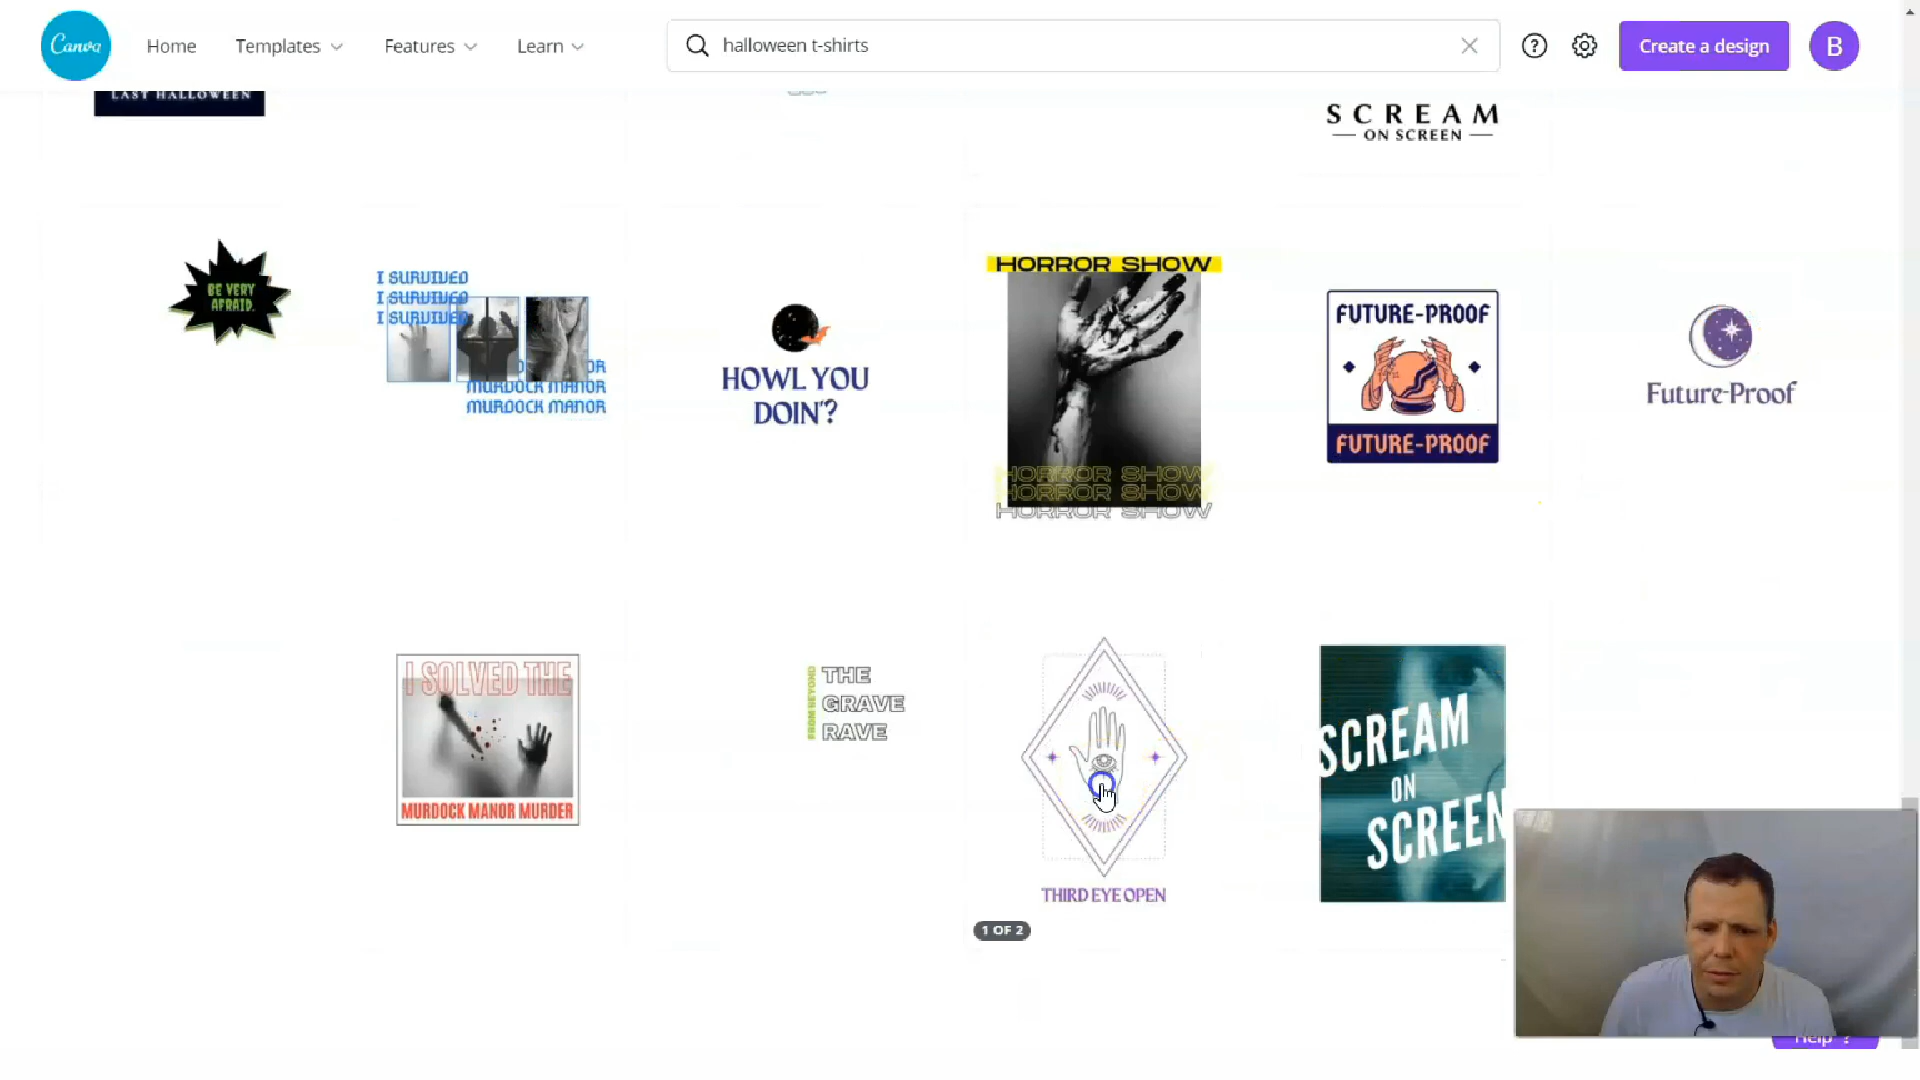 Canva
Home
Templates
Features
Learn
halloween t-shirts
?
Create a design
B
LAST HALLOWEEN
SCREAM
ON SCREEN
BE VERY
AFRAID.
I SURVIVED
I SURVIVED
I SURVIVED
MURDOCK MANOR
MURDOCK MANOR
HOWL YOU
DOIN'?
HORROR SHOW
HORROR SHOW
HORROR SHOW
HORROR SHOW
FUTURE-PROOF
FUTURE-PROOF
Future-Proof
I SOLVED THE
MURDOCK MANOR MURDER
FROM BEYOND
THE
GRAVE
RAVE
THIRD EYE OPEN
1 OF 2
SCREAM
ON
SCREEN
Help ?